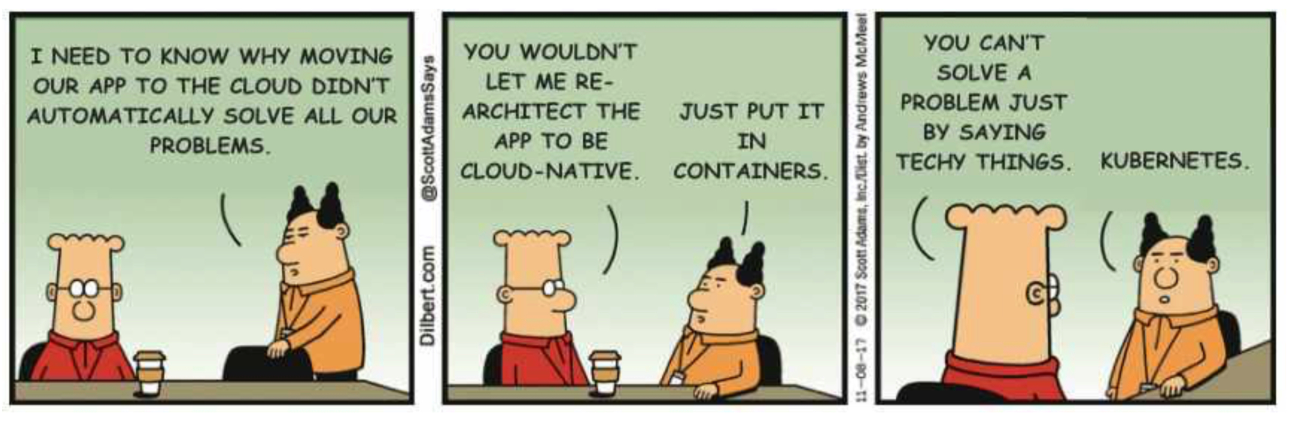 I NEED TO KNOW WHY MOVING
OUR APP TO THE CLOUD DIDN'T
AUTOMATICALLY SOLVE ALL OUR
PROBLEMS.
Dilbert.com @ScottAdamsSays
YOU WOULDN'T
LET ME RE-
ARCHITECT THE
APP TO BE
CLOUD-NATIVE.
JUST PUT IT
IN
CONTAINERS.
11-08-17 © 2017 Scott Adams, Inc./Dist. by Andrews McMeel
YOU CAN'T
SOLVE A
PROBLEM JUST
BY SAYING
TECHY THINGS.
KUBERNETES.